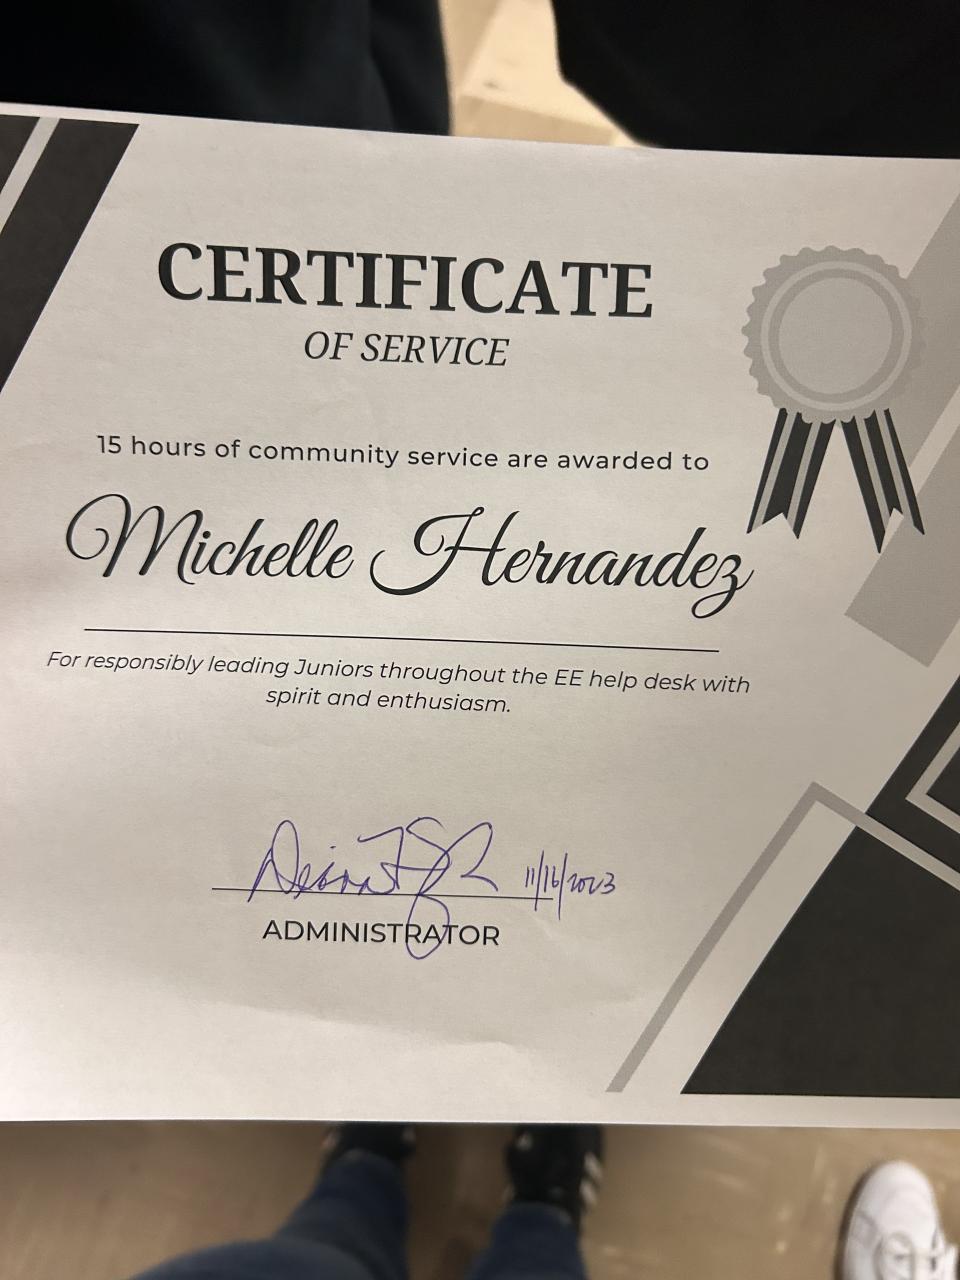 CERTIFICATE
OF SERVICE
15 hours of community service are awarded to
Michelle Hernandez
For responsibly leading Juniors throughout the EE help desk with
spirit and enthusiasm.
11/16/2023
ADMINISTRATOR